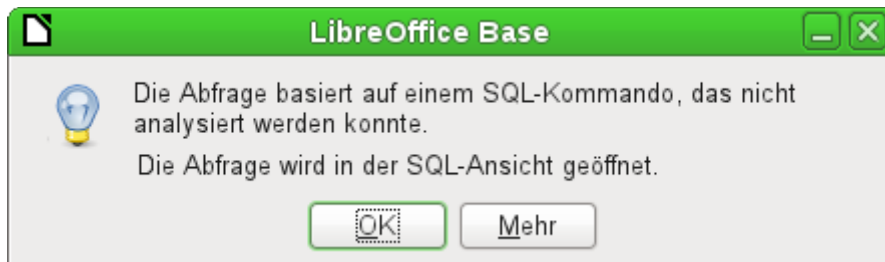 LibreOffice Base
Die Abfrage basiert auf einem SQL-Kommando, das nicht
analysiert werden konnte.
Die Abfrage wird in der SQL-Ansicht geöffnet.
OK
Mehr